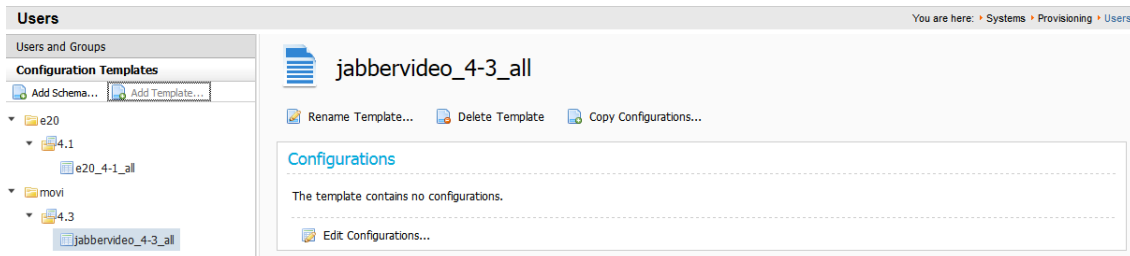 Users
You are here: Systems Provisioning Users
Users and Groups
Configuration Templates
Add Schema... Add Template...
e20
4.1
e20_4-1_all
movi
4.3
jabbervideo_4-3_all
jabbervideo_4-3_all
Rename Template... Delete Template Copy Configurations...
Configurations
The template contains no configurations.
Edit Configurations...